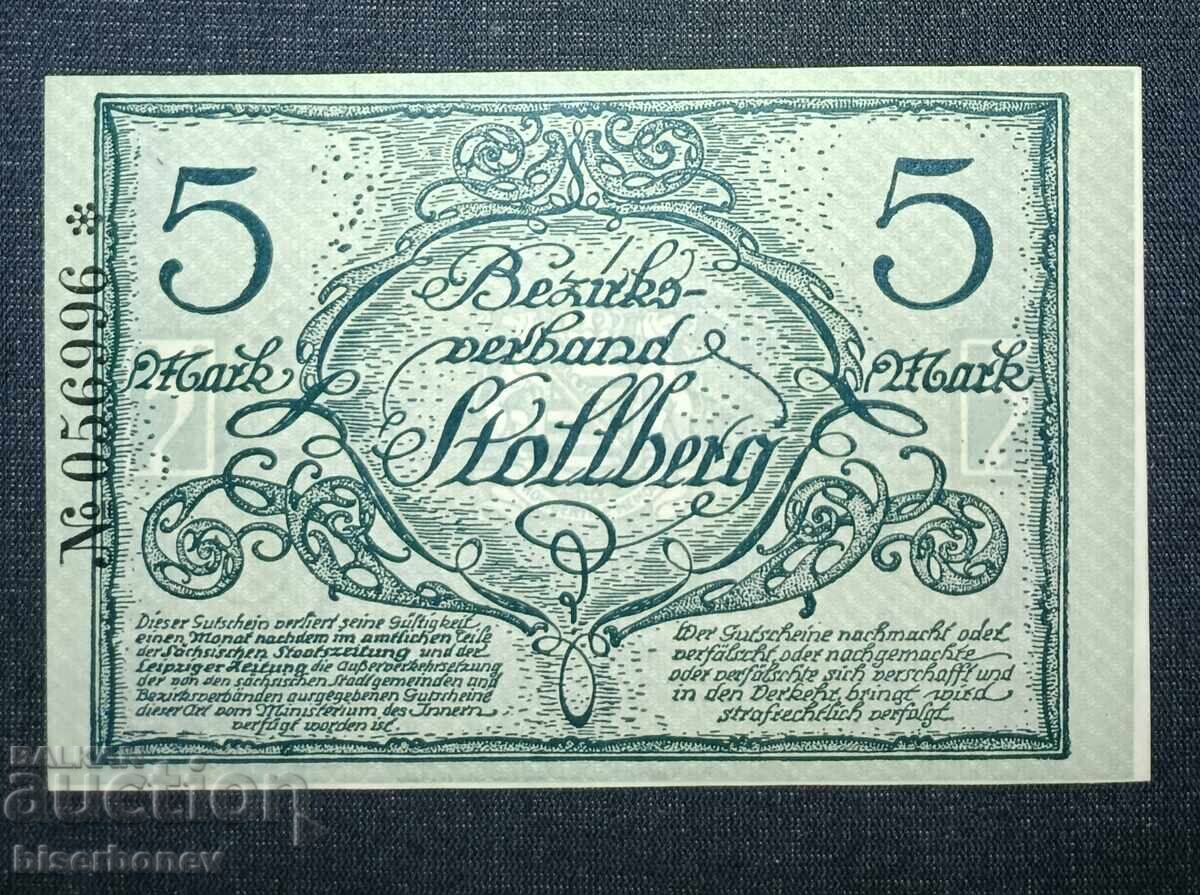 5
5
Bezirks-
verband
Stollberg
Mark
Mark
№ 056996 *
Dieser Gutschein verliert seine Gültigkeit,
einen Monat nachdem im amtlichen Teile
der Sächsischen Staatszeitung und der
Leipziger Zeitung die Außerverkehrsetzung
der von den sächsischen Stadtgemeinden und
Bezirksverbänden ausgegebenen Gutscheine
dieser Art vom Ministerium des Innern
verfügt worden ist.
Wer Gutscheine nachmacht oder
verfälscht oder nachgemachte
oder verfälschte sich verschafft und
in den Verkehr bringt wird
strafrechtlich verfolgt
BALKAN
auction
biserboney